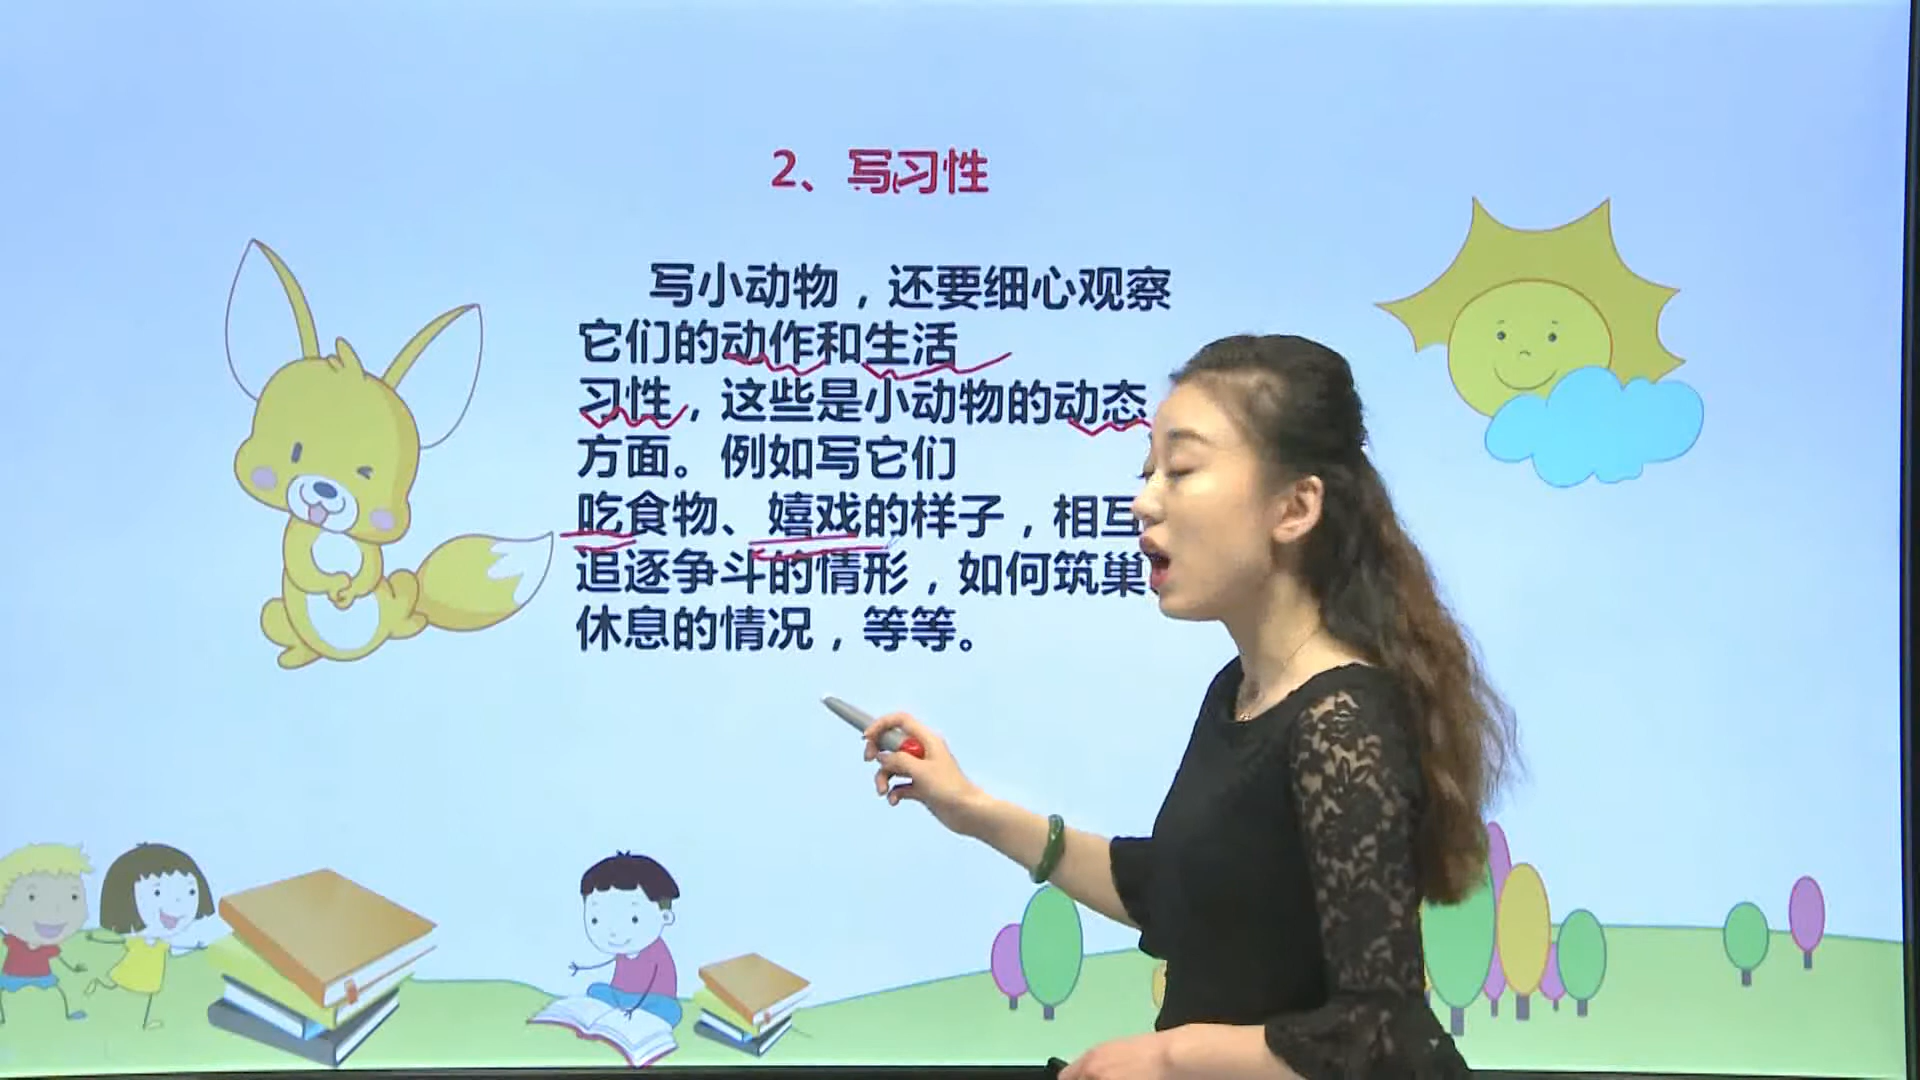 2、写习性
写小动物，还要细心观察
它们的动作和生活
习性，这些是小动物的动态
方面。例如写它们
吃食物、嬉戏的样子，相互
追逐争斗的情形，如何筑巢
休息的情况，等等。